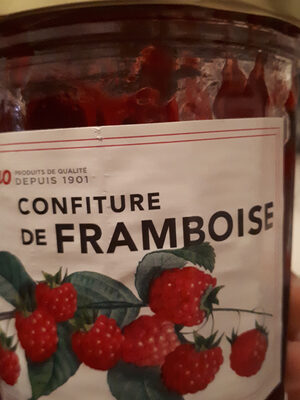 PRODUITS DE QUALITÉ
DEPUIS 1901
CONFITURE
DE FRAMBOISE